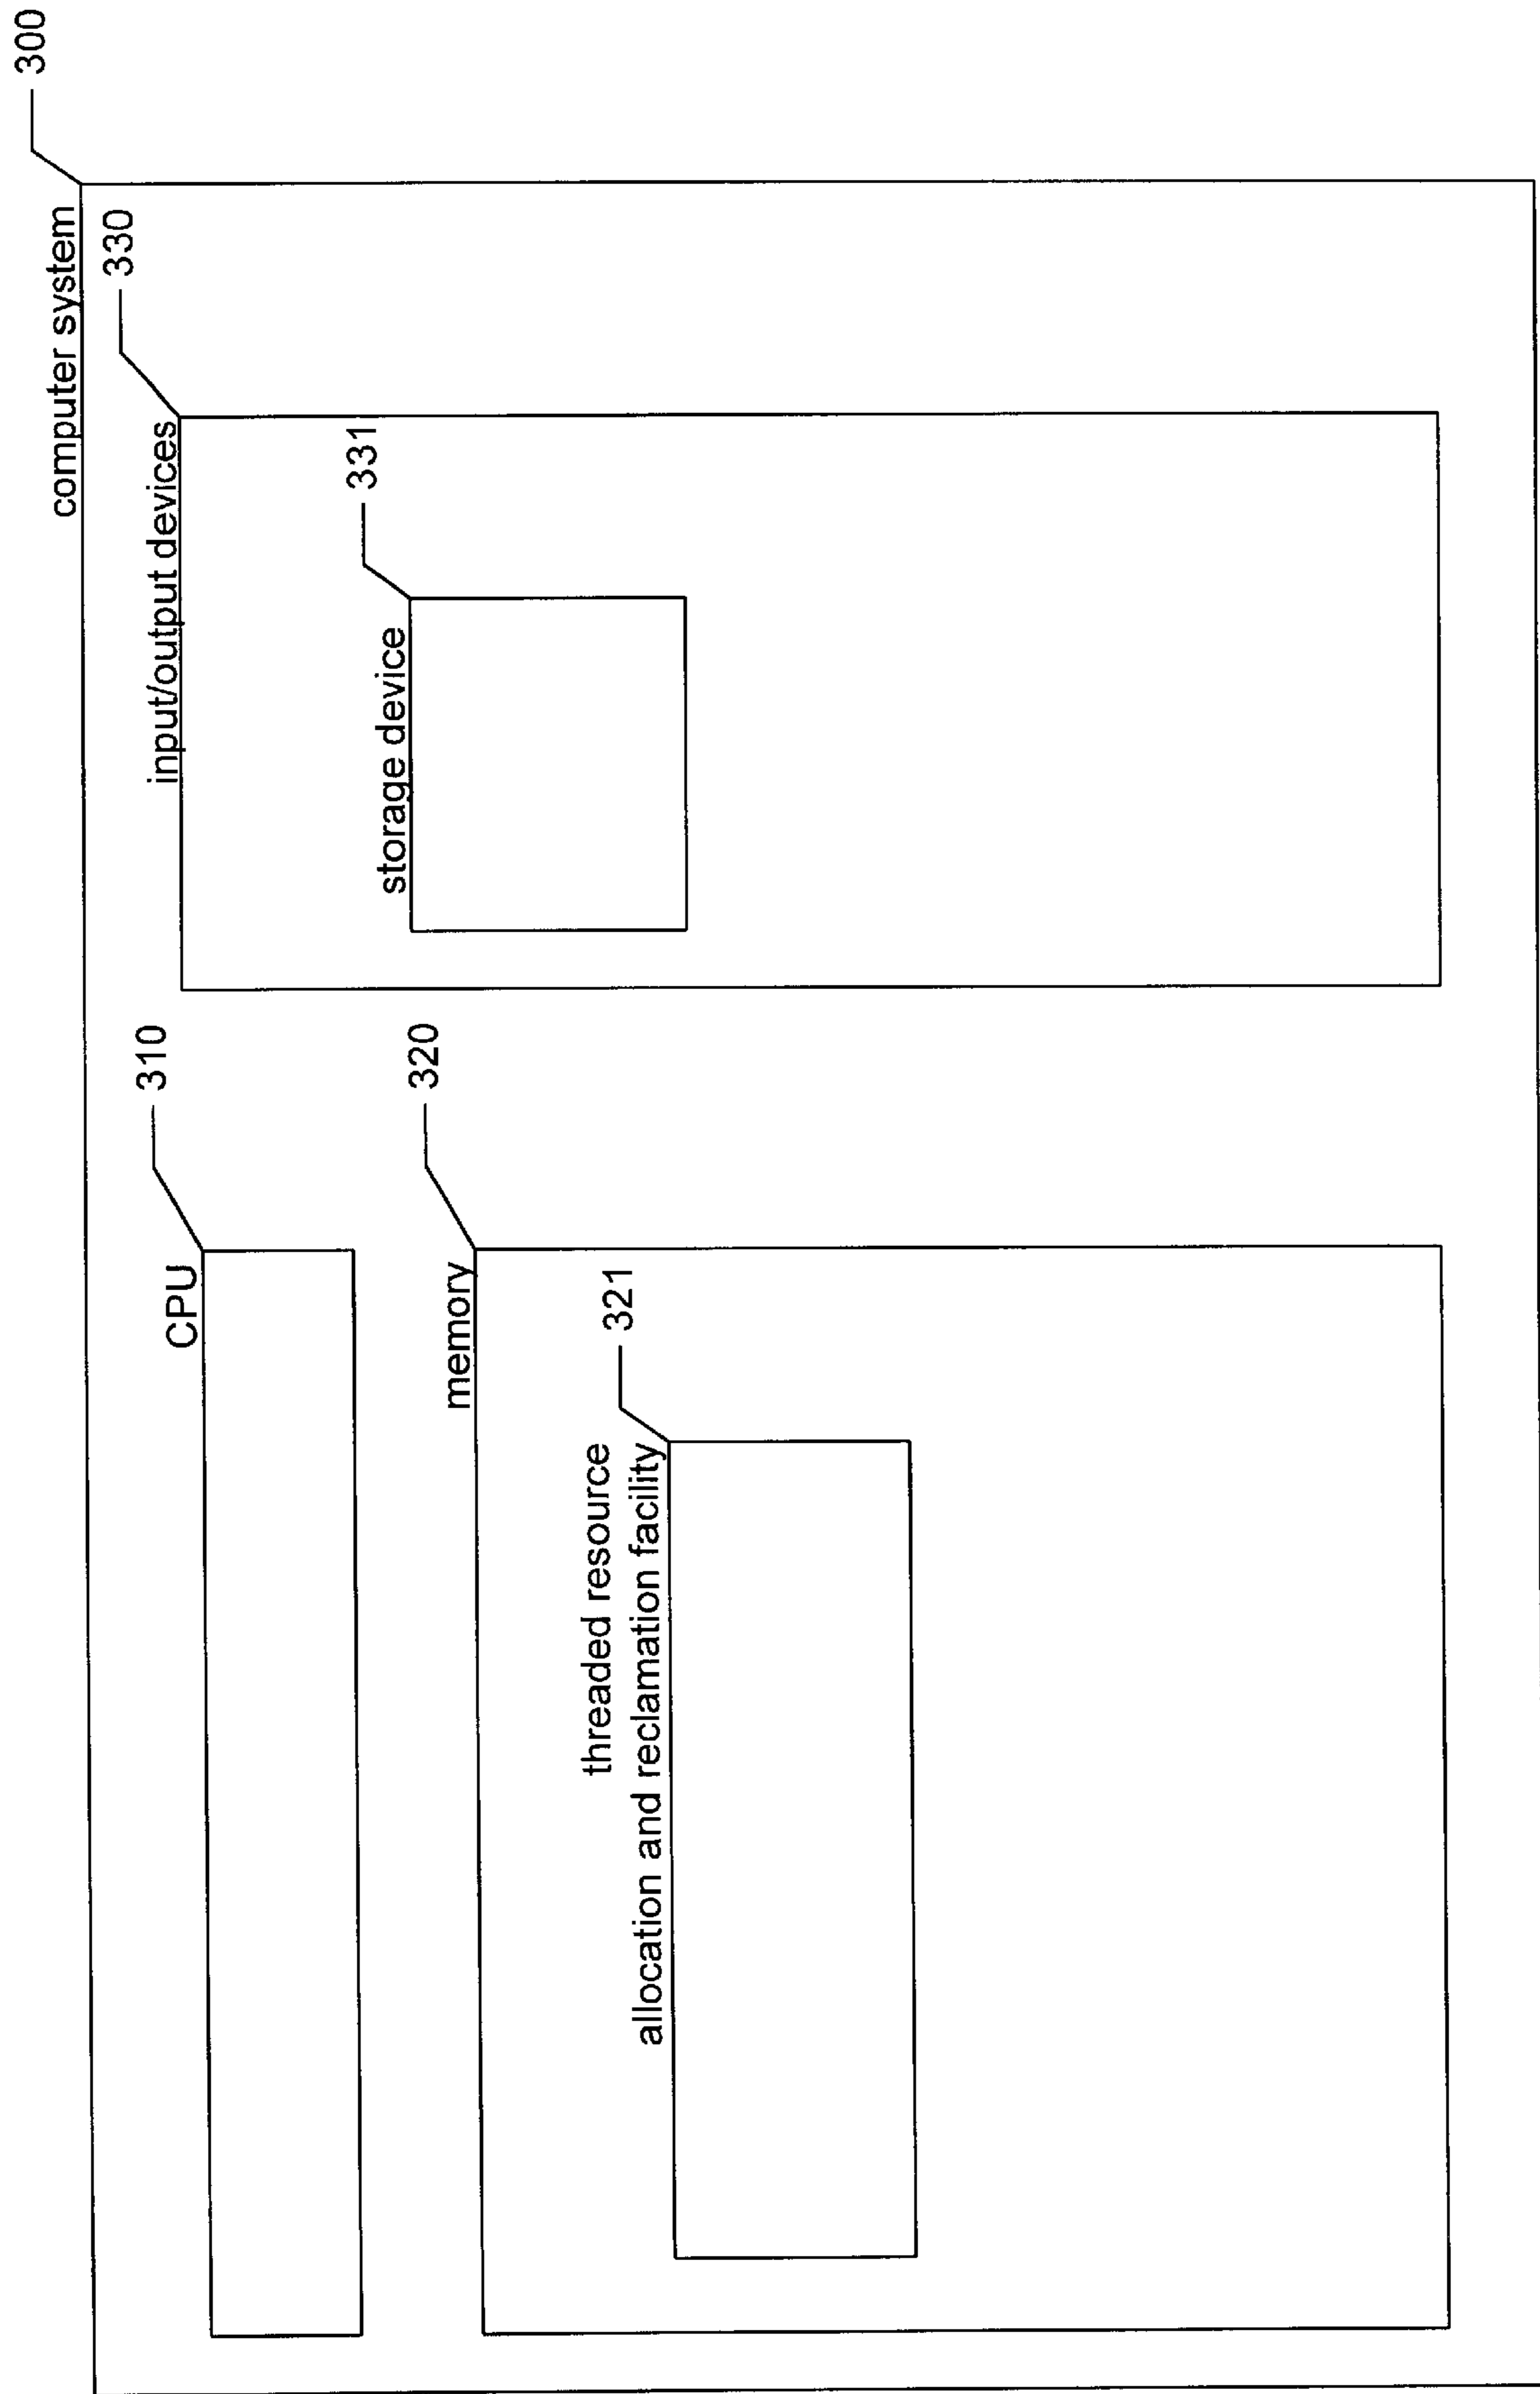 300
computer system
310
CPU
330
input/output devices
320
memory
331
storage device
321
threaded resource
allocation and reclamation facility